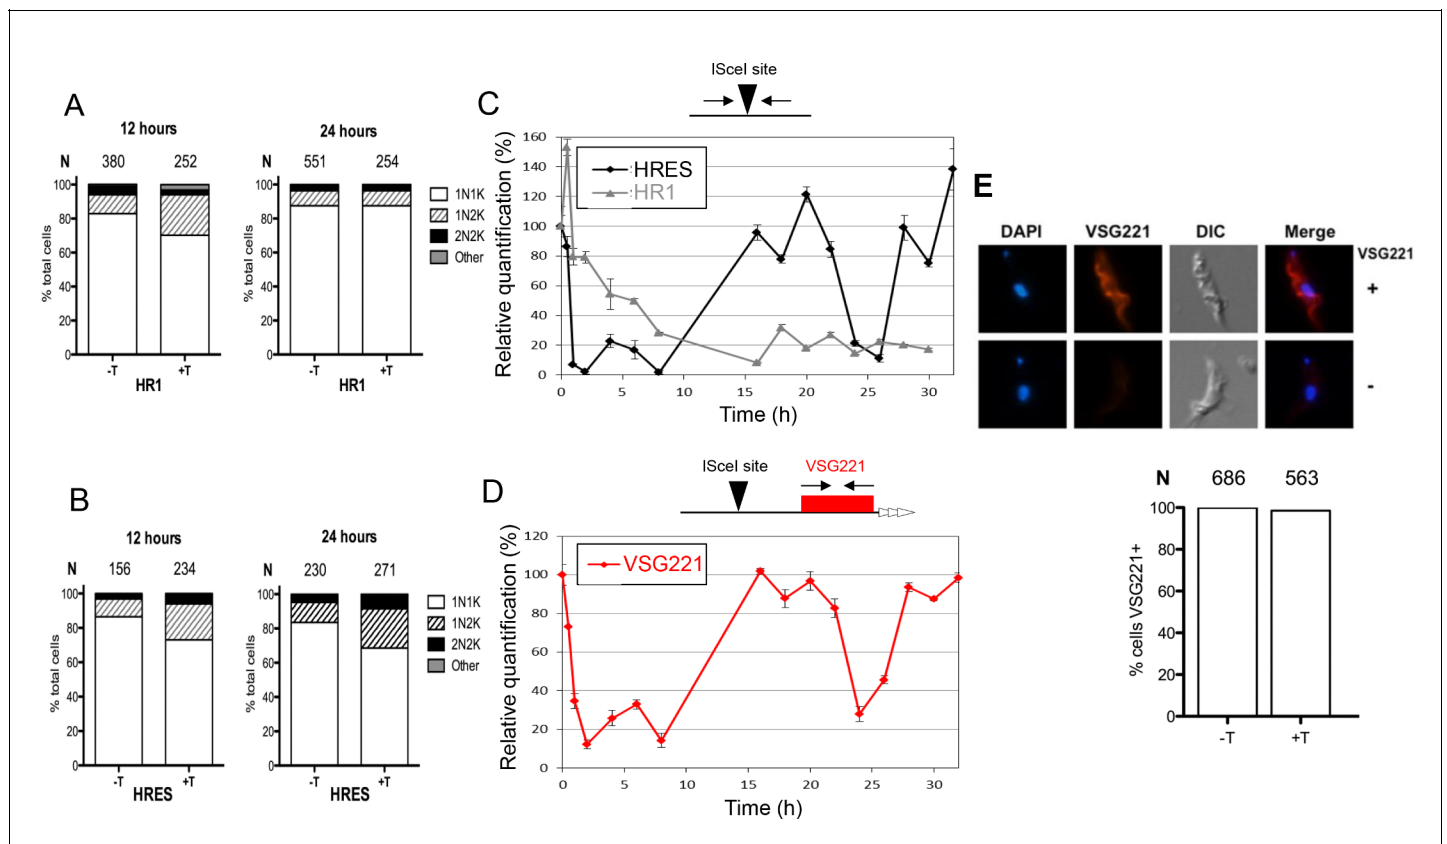 A
12 hours
24 hours
N
380
252
N
551
254
100
80
60
40
20
0
% total cells
-T
+T
HR1
100
80
60
40
20
0
% total cells
-T
+T
HR1
1N1K
1N2K
2N2K
Other
B
12 hours
24 hours
N
156
234
N
230
271
100
80
60
40
20
0
% total cells
-T
+T
HRES
100
80
60
40
20
0
% total cells
-T
+T
HRES
1N1K
1N2K
2N2K
Other
C
ISceI site
Relative quantification (%)
160
140
120
100
80
60
40
20
0
HRES
HR1
0
5
10
15
20
25
30
Time (h)
D
ISceI site
VSG221
Relative quantification (%)
120
100
80
60
40
20
0
VSG221
0
5
10
15
20
25
30
Time (h)
E
DAPI
VSG221
DIC
Merge
VSG221
+
-
N
686
563
% cells VSG221+
100
80
60
40
20
0
-T
+T